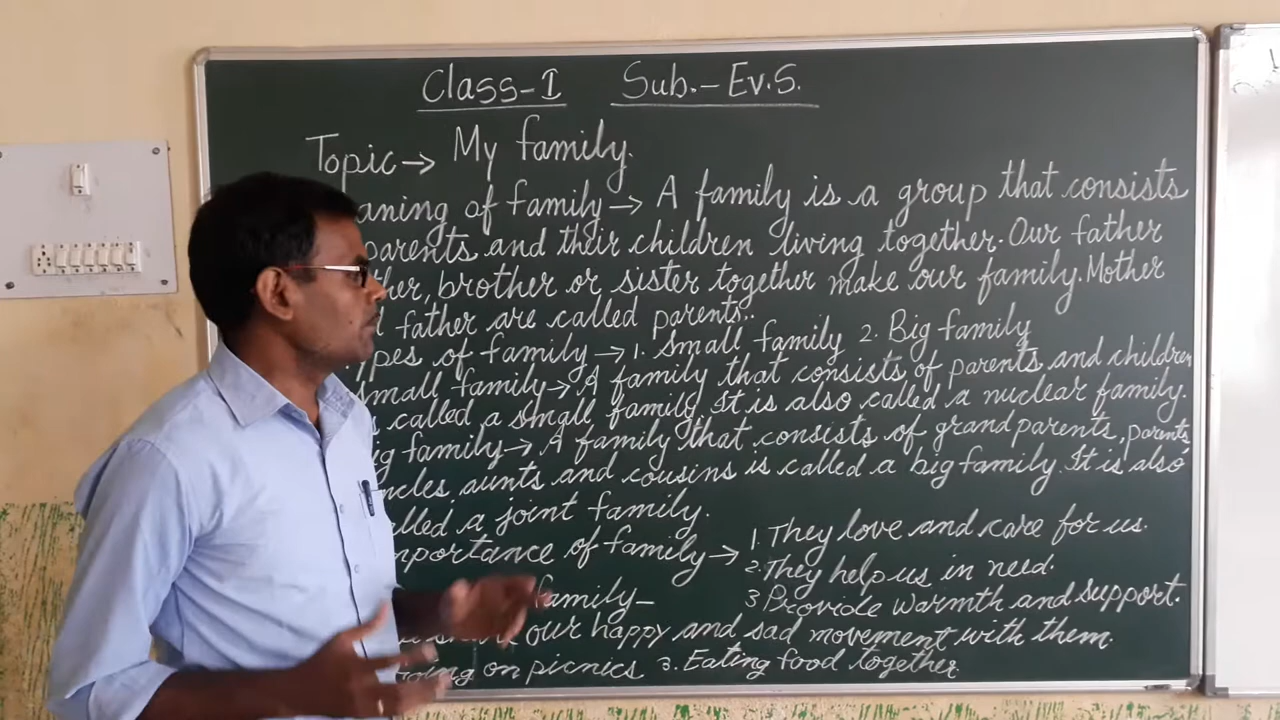 Class-I Sub.- Ev.S.
Topic → My family.
aning of family → A family is a group that consists
parents and their children living together. Our father
her, brother or sister together make our family. Mother
d father are called parents..
ypes of family → 1. Small family 2. Big family
Small family → A family that consists of parents and children
s called a small family. It is also called a nuclear family.
ig family → A family that consists of grandparents, parents
ncles, aunts and cousins is called a big family. It is also
alled a joint family.
mportance of family → 1. They love and care for us.
2. They help us in need.
3 Provide warmth and support.
family-
our happy and sad movement with them.
oing on picnics 3. Eating food together